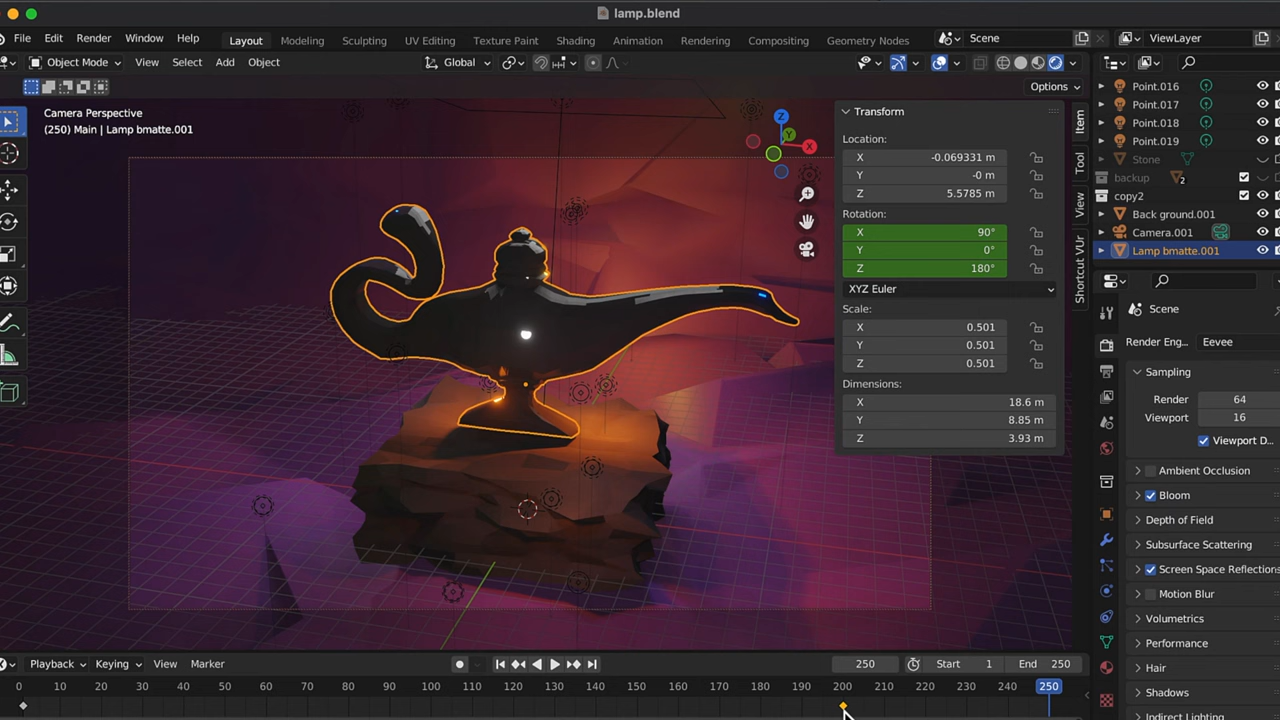 lamp.blend
File Edit Render Window Help Layout Modeling Sculpting UV Editing Texture Paint Shading Animation Rendering Compositing Geometry Nodes Scene ViewLayer
Object Mode View Select Add Object Global
Options
Camera Perspective
(250) Main | Lamp bmatte.001
Z
Y
X
Transform
Location:
X -0.069331 m
Y -0 m
Z 5.5785 m
Rotation:
X 90°
Y 0°
Z 180°
XYZ Euler
Scale:
X 0.501
Y 0.501
Z 0.501
Dimensions:
X 18.6 m
Y 8.85 m
Z 3.93 m
Item
Tool
View
Shortcut VUr
Point.016
Point.017
Point.018
Point.019
Stone
backup 2
copy2
Back ground.001
Camera.001
Lamp bmatte.001
Scene
Render Eng... Eevee
Sampling
Render 64
Viewport 16
Viewport D...
Ambient Occlusion
Bloom
Depth of Field
Subsurface Scattering
Screen Space Reflections
Motion Blur
Volumetrics
Performance
Hair
Shadows
Indirect Lighting
Playback Keying View Marker 250 Start 1 End 250
0 10 20 30 40 50 60 70 80 90 100 110 120 130 140 150 160 170 180 190 200 210 220 230 240 250